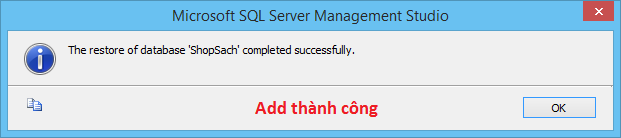 Microsoft SQL Server Management Studio
The restore of database 'ShopSach' completed successfully.
Add thành công
OK